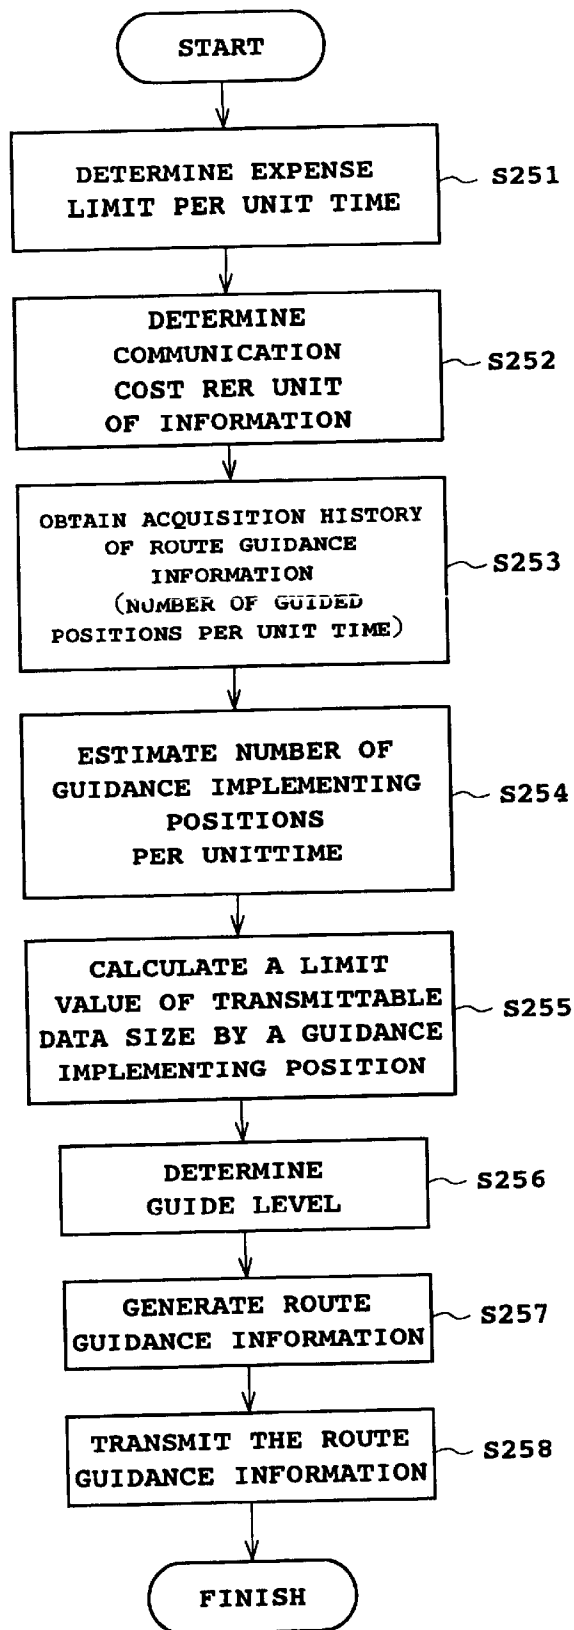 START
DETERMINE EXPENSE
LIMIT PER UNIT TIME
S251
DETERMINE
COMMUNICATION
COST RER UNIT
OF INFORMATION
S252
OBTAIN ACQUISITION HISTORY
OF ROUTE GUIDANCE
INFORMATION
(NUMBER OF GUIDED
POSITIONS PER UNIT TIME)
S253
ESTIMATE NUMBER OF
GUIDANCE IMPLEMENTING
POSITIONS
PER UNITTIME
S254
CALCULATE A LIMIT
VALUE OF TRANSMITTABLE
DATA SIZE BY A GUIDANCE
IMPLEMENTING POSITION
S255
DETERMINE
GUIDE LEVEL
S256
GENERATE ROUTE
GUIDANCE INFORMATION
S257
TRANSMIT THE ROUTE
GUIDANCE INFORMATION
S258
FINISH